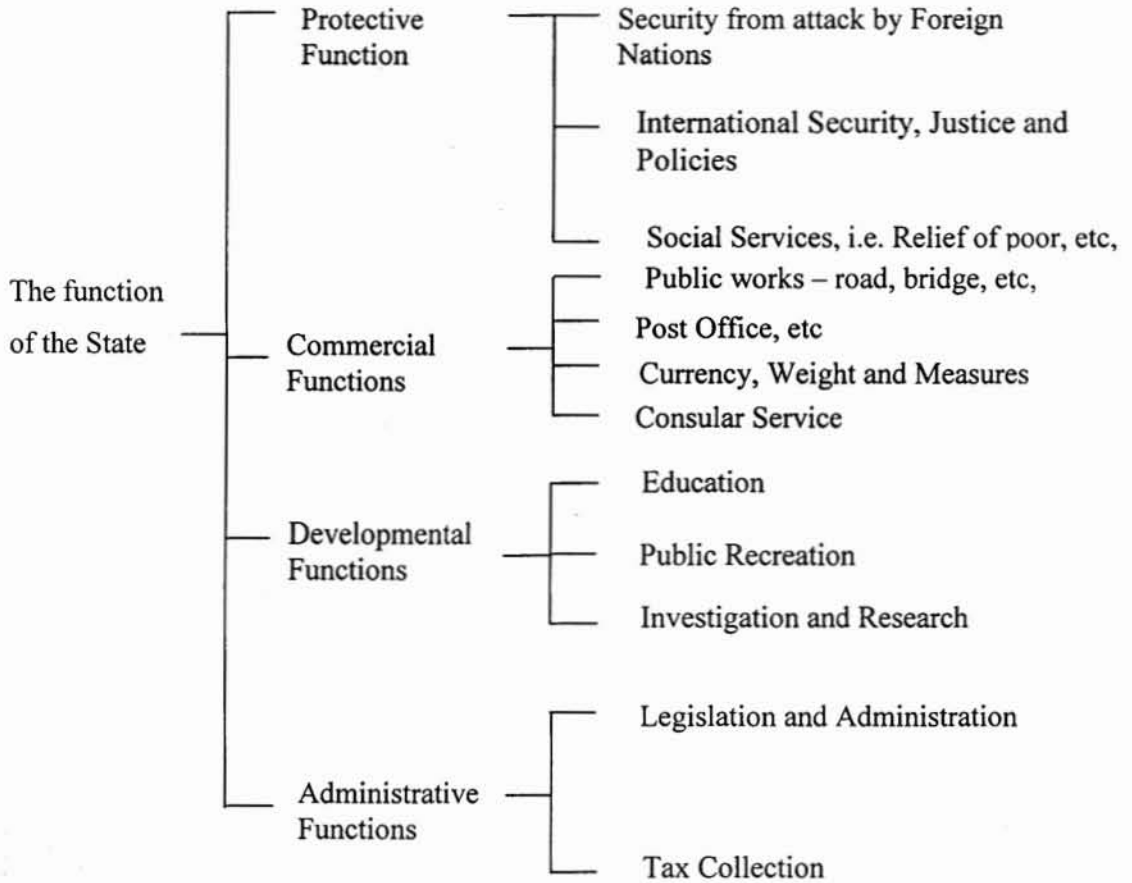 The function
of the State
Protective
Function
Security from attack by Foreign
Nations
International Security, Justice and
Policies
Social Services, i.e. Relief of poor, etc,
Commercial
Functions
Public works – road, bridge, etc,
Post Office, etc
Currency, Weight and Measures
Consular Service
Developmental
Functions
Education
Public Recreation
Investigation and Research
Administrative
Functions
Legislation and Administration
Tax Collection